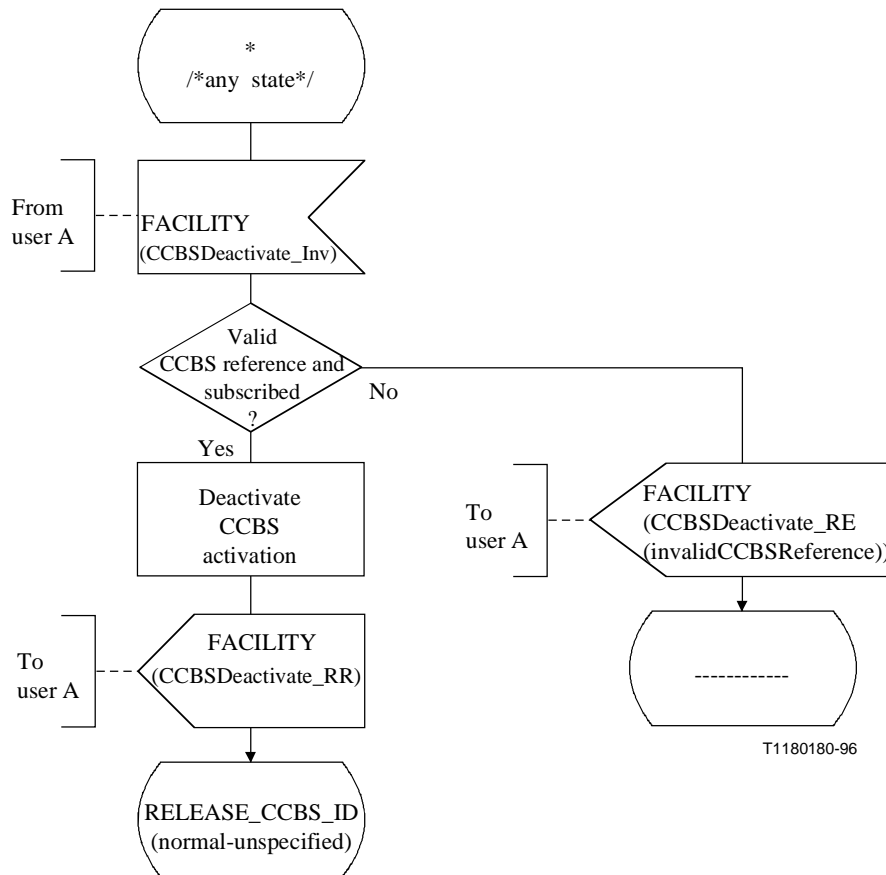 *
/*any state*/
From
user A
FACILITY
(CCBSDeactivate_Inv)
Valid
CCBS reference and
subscribed
?
No
Yes
Deactivate
CCBS
activation
To
user A
FACILITY
(CCBSDeactivate_RE
(invalidCCBSReference))
To
user A
FACILITY
(CCBSDeactivate_RR)
-------------
T1180180-96
RELEASE_CCBS_ID
(normal-unspecified)